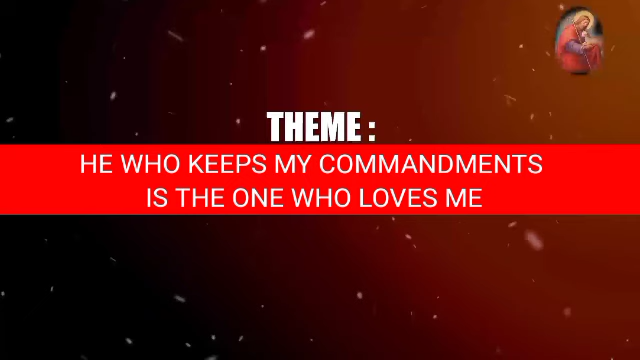 THEME :
HE WHO KEEPS MY COMMANDMENTS
IS THE ONE WHO LOVES ME